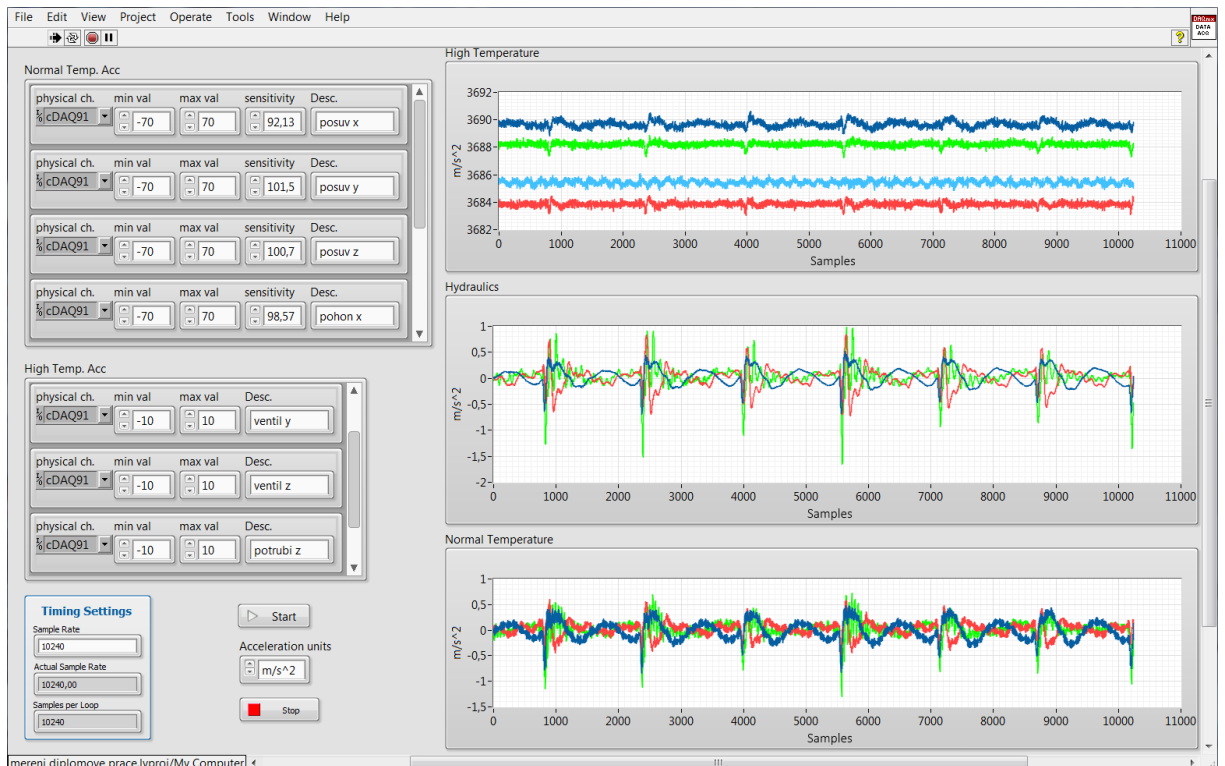 File Edit View Project Operate Tools Window Help
DAQmx
DATA
ACQ
?
Normal Temp. Acc
physical ch. min val max val sensitivity Desc.
cDAQ91 -70 70 92,13 posuv x
physical ch. min val max val sensitivity Desc.
cDAQ91 -70 70 101,5 posuv y
physical ch. min val max val sensitivity Desc.
cDAQ91 -70 70 100,7 posuv z
physical ch. min val max val sensitivity Desc.
cDAQ91 -70 70 98,57 pohon x
High Temp. Acc
physical ch. min val max val Desc.
cDAQ91 -10 10 ventil y
physical ch. min val max val Desc.
cDAQ91 -10 10 ventil z
physical ch. min val max val Desc.
cDAQ91 -10 10 potrubi z
Timing Settings
Sample Rate
10240
Actual Sample Rate
10240,00
Samples per Loop
10240
Start
Acceleration units
m/s^2
Stop
High Temperature
m/s^2
3692
3690
3688
3686
3684
3682
0 1000 2000 3000 4000 5000 6000 7000 8000 9000 10000 11000
Samples
Hydraulics
m/s^2
1
0,5
0
-0,5
-1
-1,5
-2
0 1000 2000 3000 4000 5000 6000 7000 8000 9000 10000 11000
Samples
Normal Temperature
m/s^2
1
0,5
0
-0,5
-1
-1,5
0 1000 2000 3000 4000 5000 6000 7000 8000 9000 10000 11000
Samples
mereni diplomove prace.lvproj/My Computer